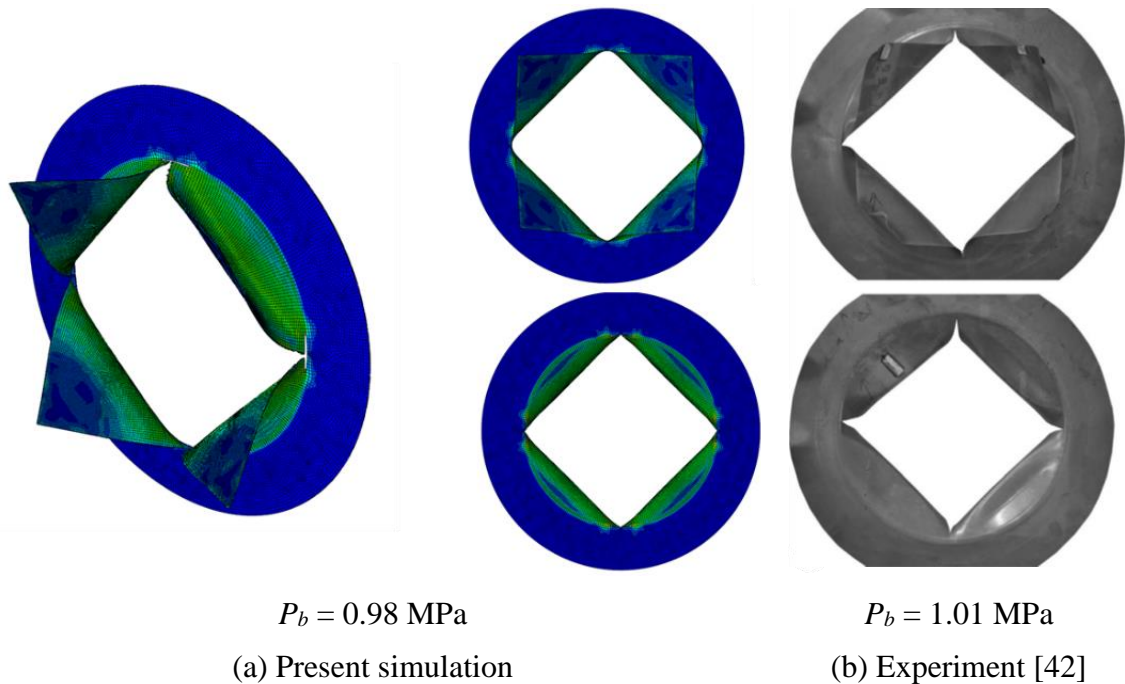 P_b = 0.98 MPa
P_b = 1.01 MPa
(a) Present simulation
(b) Experiment [42]